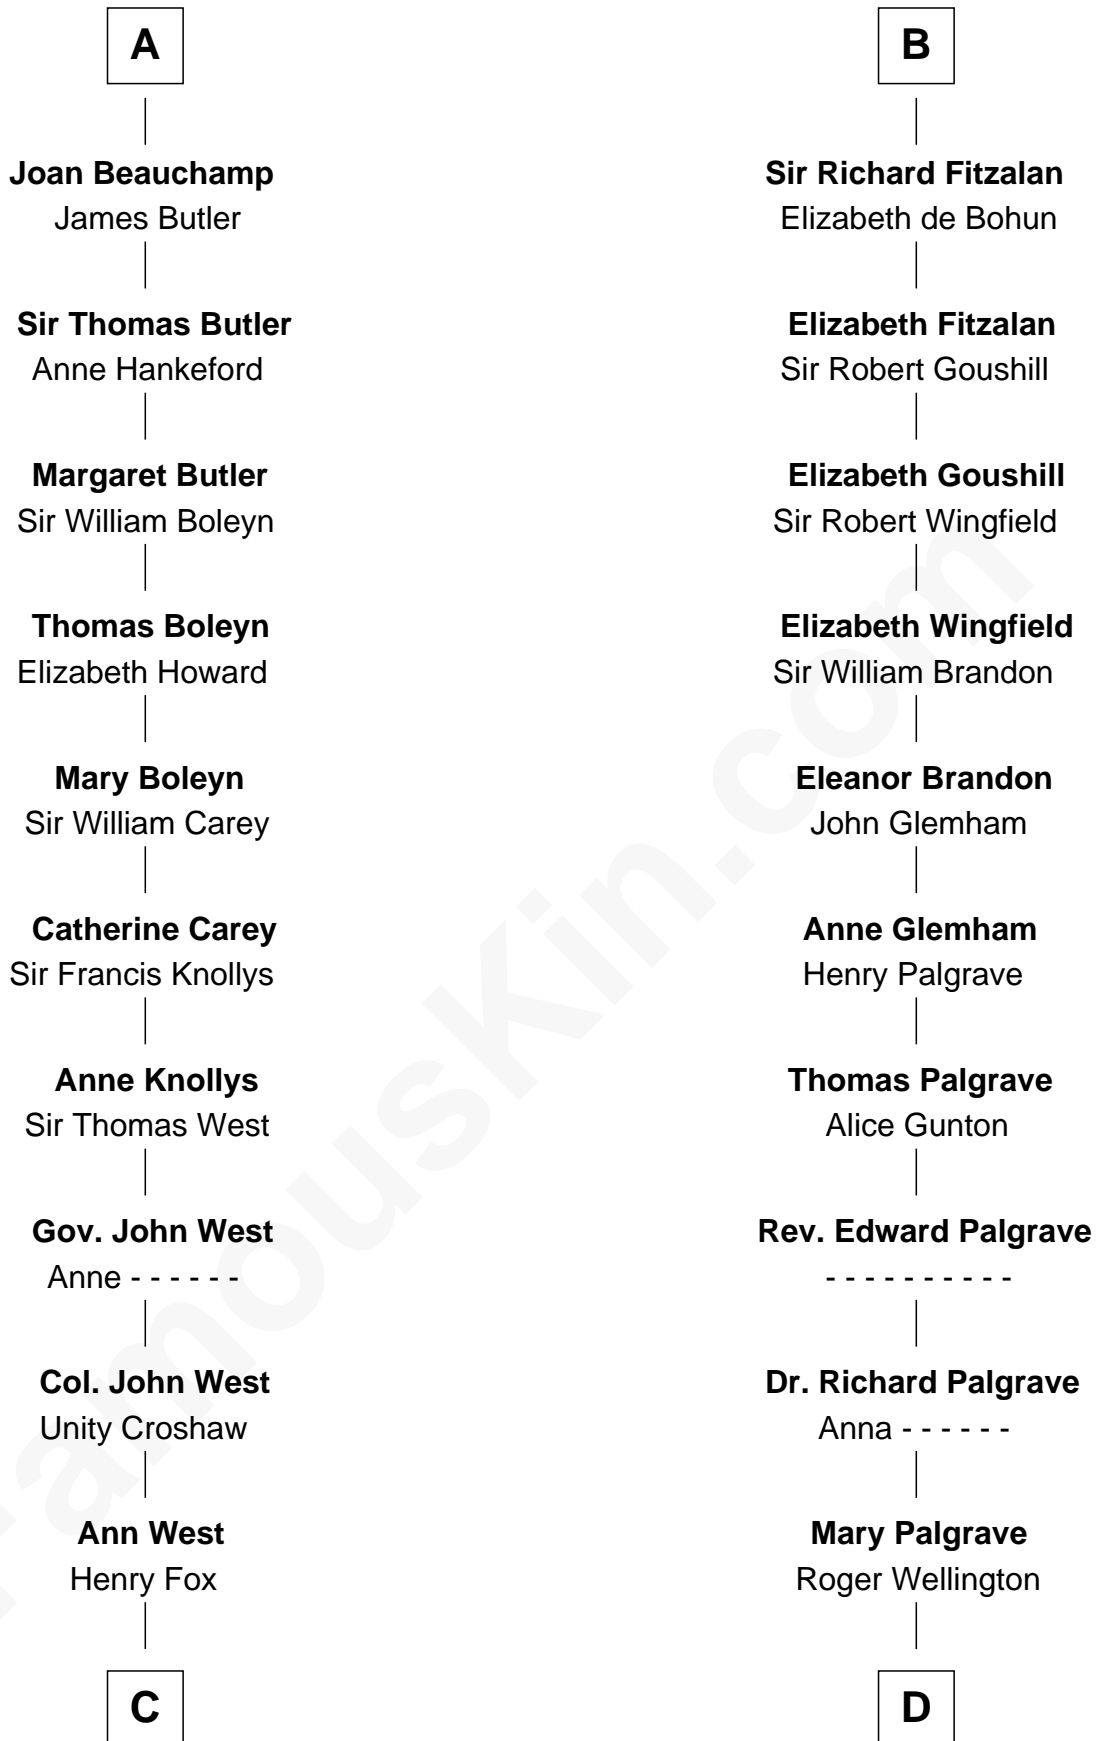 A
Joan Beauchamp
James Butler
Sir Thomas Butler
Anne Hankeford
Margaret Butler
Sir William Boleyn
Thomas Boleyn
Elizabeth Howard
Mary Boleyn
Sir William Carey
Catherine Carey
Sir Francis Knollys
Anne Knollys
Sir Thomas West
Gov. John West
Anne - - - - - -
Col. John West
Unity Croshaw
Ann West
Henry Fox
C
B
Sir Richard Fitzalan
Elizabeth de Bohun
Elizabeth Fitzalan
Sir Robert Goushill
Elizabeth Goushill
Sir Robert Wingfield
Elizabeth Wingfield
Sir William Brandon
Eleanor Brandon
John Glemham
Anne Glemham
Henry Palgrave
Thomas Palgrave
Alice Gunton
Rev. Edward Palgrave
- - - - - - - - - -
Dr. Richard Palgrave
Anna - - - - - -
Mary Palgrave
Roger Wellington
D
FamousKin.com